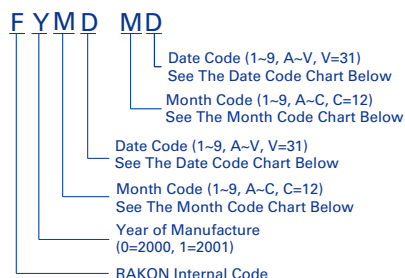 F Y M D M D
Date Code (1~9, A~V, V=31)
See The Date Code Chart Below
Month Code (1~9, A~C, C=12)
See The Month Code Chart Below
Date Code (1~9, A~V, V=31)
See The Date Code Chart Below
Month Code (1~9, A~C, C=12)
See The Month Code Chart Below
Year of Manufacture
(0=2000, 1=2001)
RAKON Internal Code